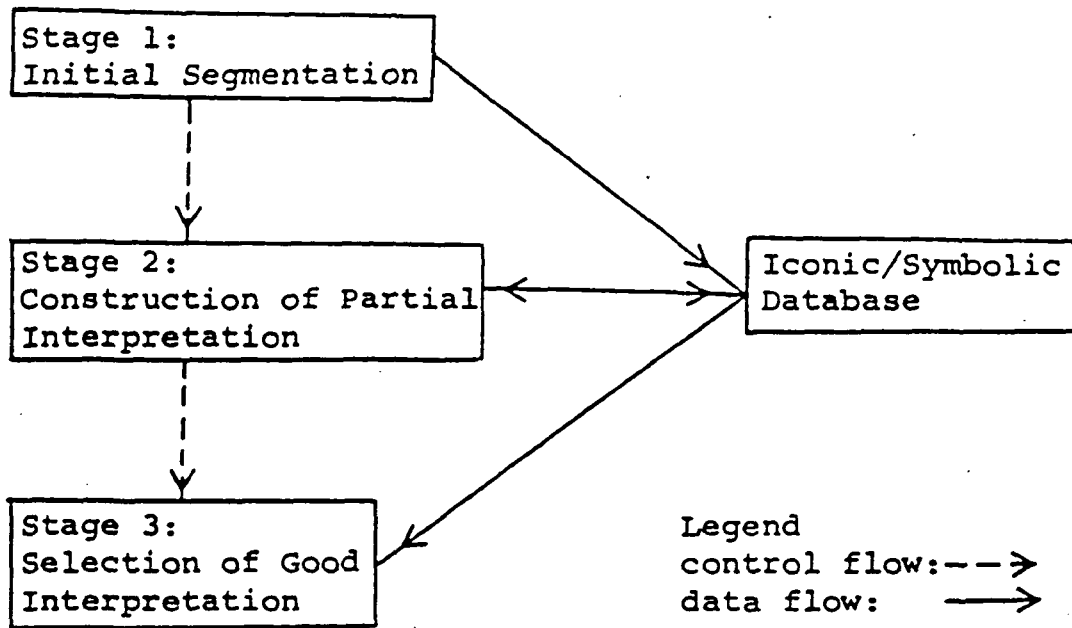 Stage 1:
Initial Segmentation
Stage 2:
Construction of Partial
Interpretation
Iconic/Symbolic
Database
Stage 3:
Selection of Good
Interpretation
Legend
control flow:
data flow: